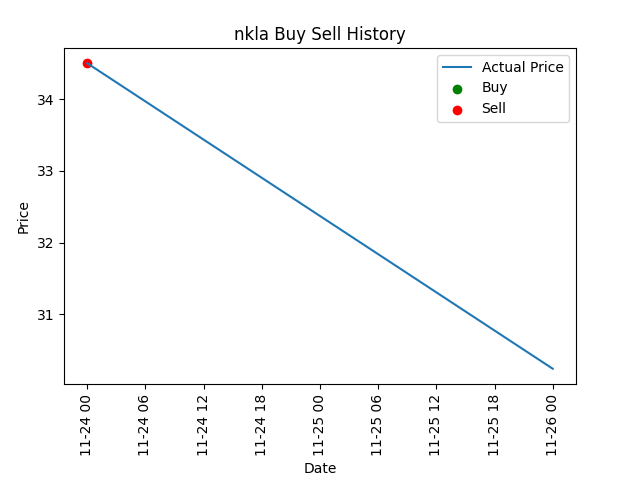 nkla Buy Sell History
Actual Price
Buy
Sell
34
33
32
31
Price
11-24 00
11-24 06
11-24 12
11-24 18
11-25 00
11-25 06
11-25 12
11-25 18
11-26 00
Date